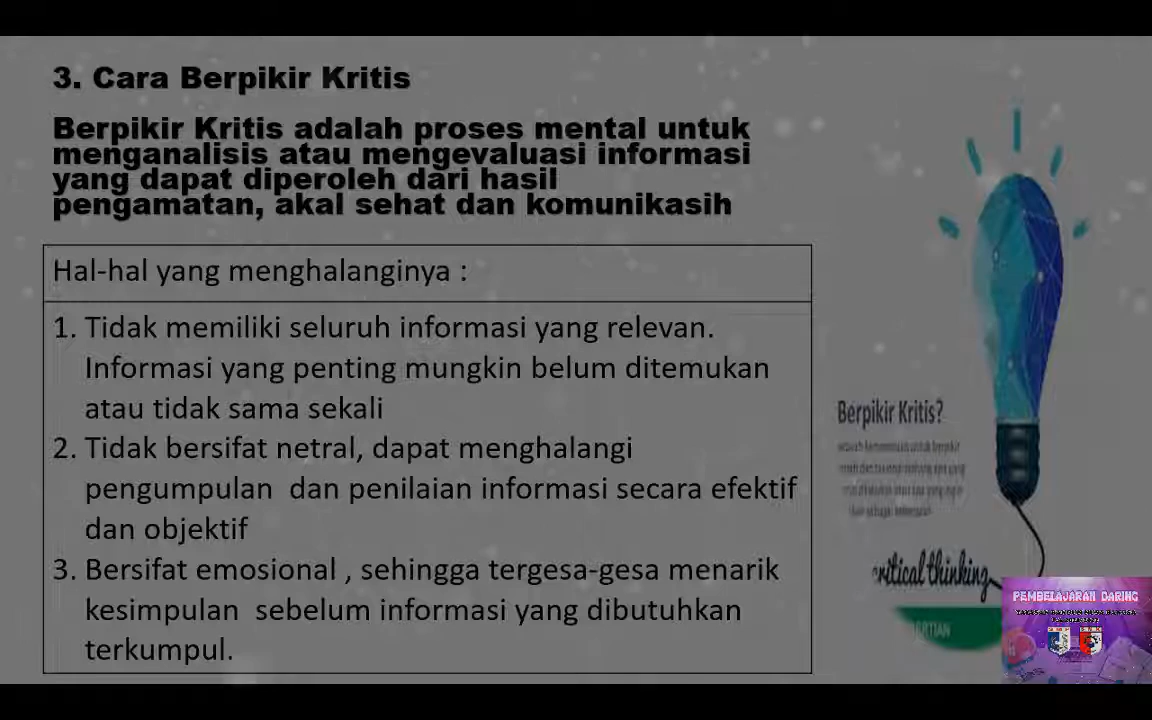 3. Cara Berpikir Kritis
Berpikir Kritis adalah proses mental untuk
menganalisis atau mengevaluasi informasi
yang dapat diperoleh dari hasil
pengamatan, akal sehat dan komunikasih
Hal-hal yang menghalanginya :
1. Tidak memiliki seluruh informasi yang relevan.
Informasi yang penting mungkin belum ditemukan
atau tidak sama sekali
2. Tidak bersifat netral, dapat menghalangi
pengumpulan dan penilaian informasi secara efektif
dan objektif
3. Bersifat emosional , sehingga tergesa-gesa menarik
kesimpulan sebelum informasi yang dibutuhkan
terkumpul.
Berpikir Kritis?
critical thinking
PEMBELAJARAN DARING